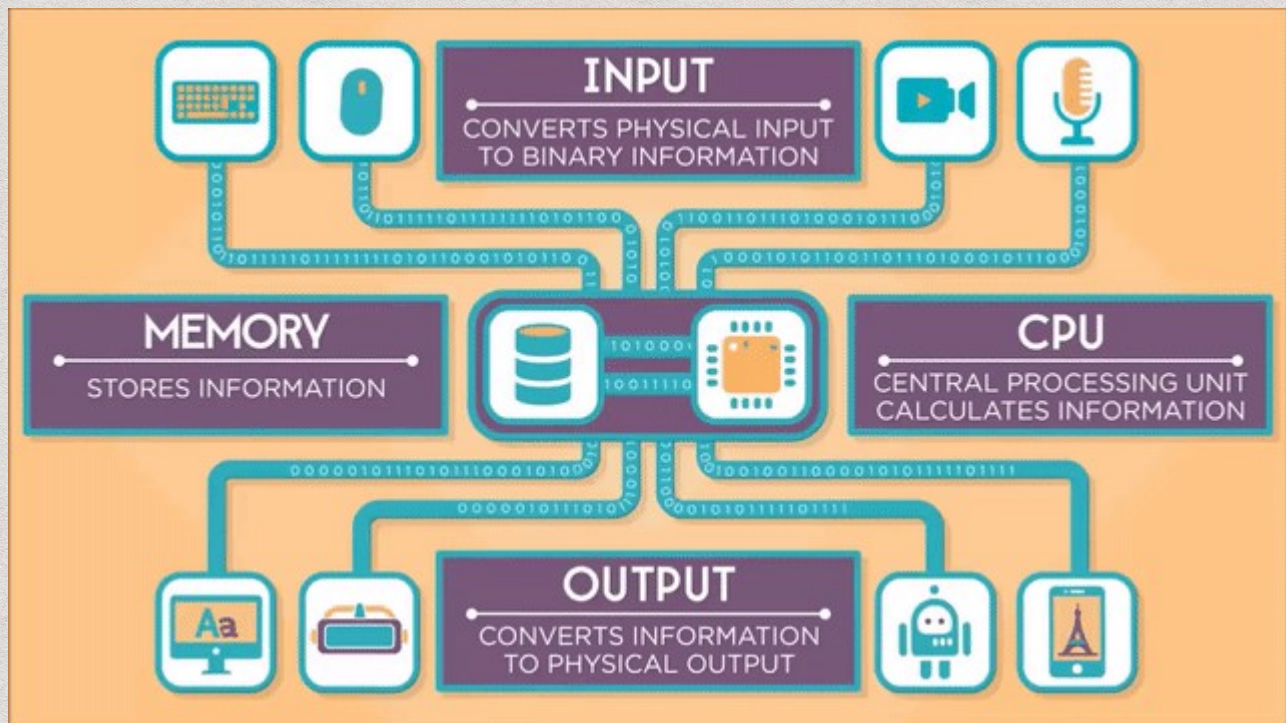 INPUT
CONVERTS PHYSICAL INPUT
TO BINARY INFORMATION
MEMORY
STORES INFORMATION
CPU
CENTRAL PROCESSING UNIT
CALCULATES INFORMATION
OUTPUT
CONVERTS INFORMATION
TO PHYSICAL OUTPUT
Aa